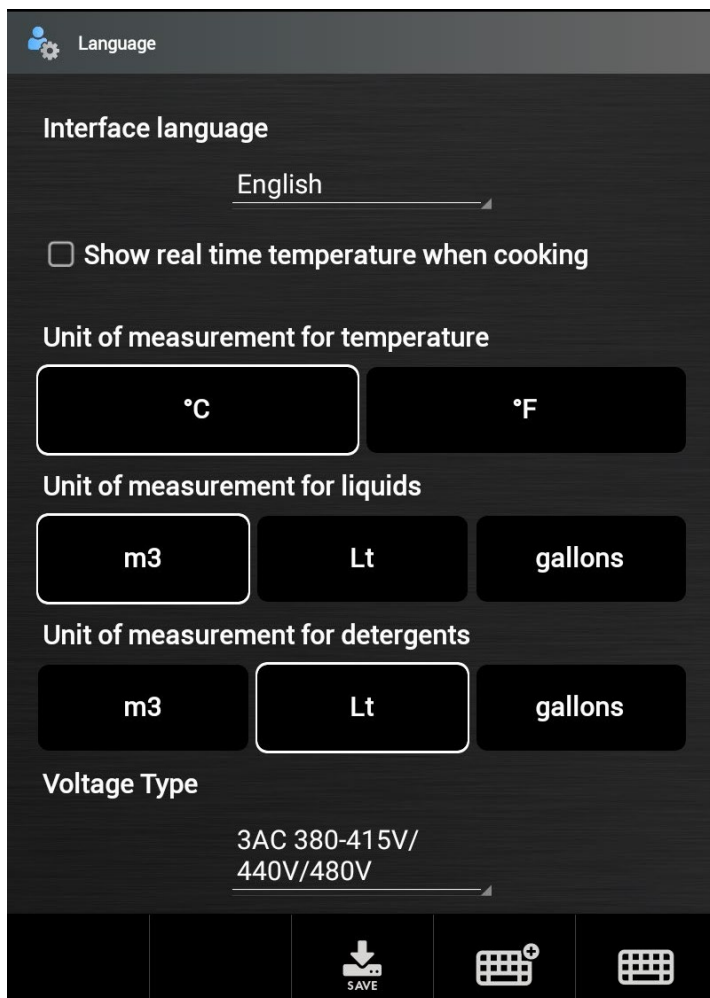 Language
Interface language
English
Show real time temperature when cooking
Unit of measurement for temperature
°C °F
Unit of measurement for liquids
m3 Lt gallons
Unit of measurement for detergents
m3 Lt gallons
Voltage Type
3AC 380-415V/
440V/480V
SAVE